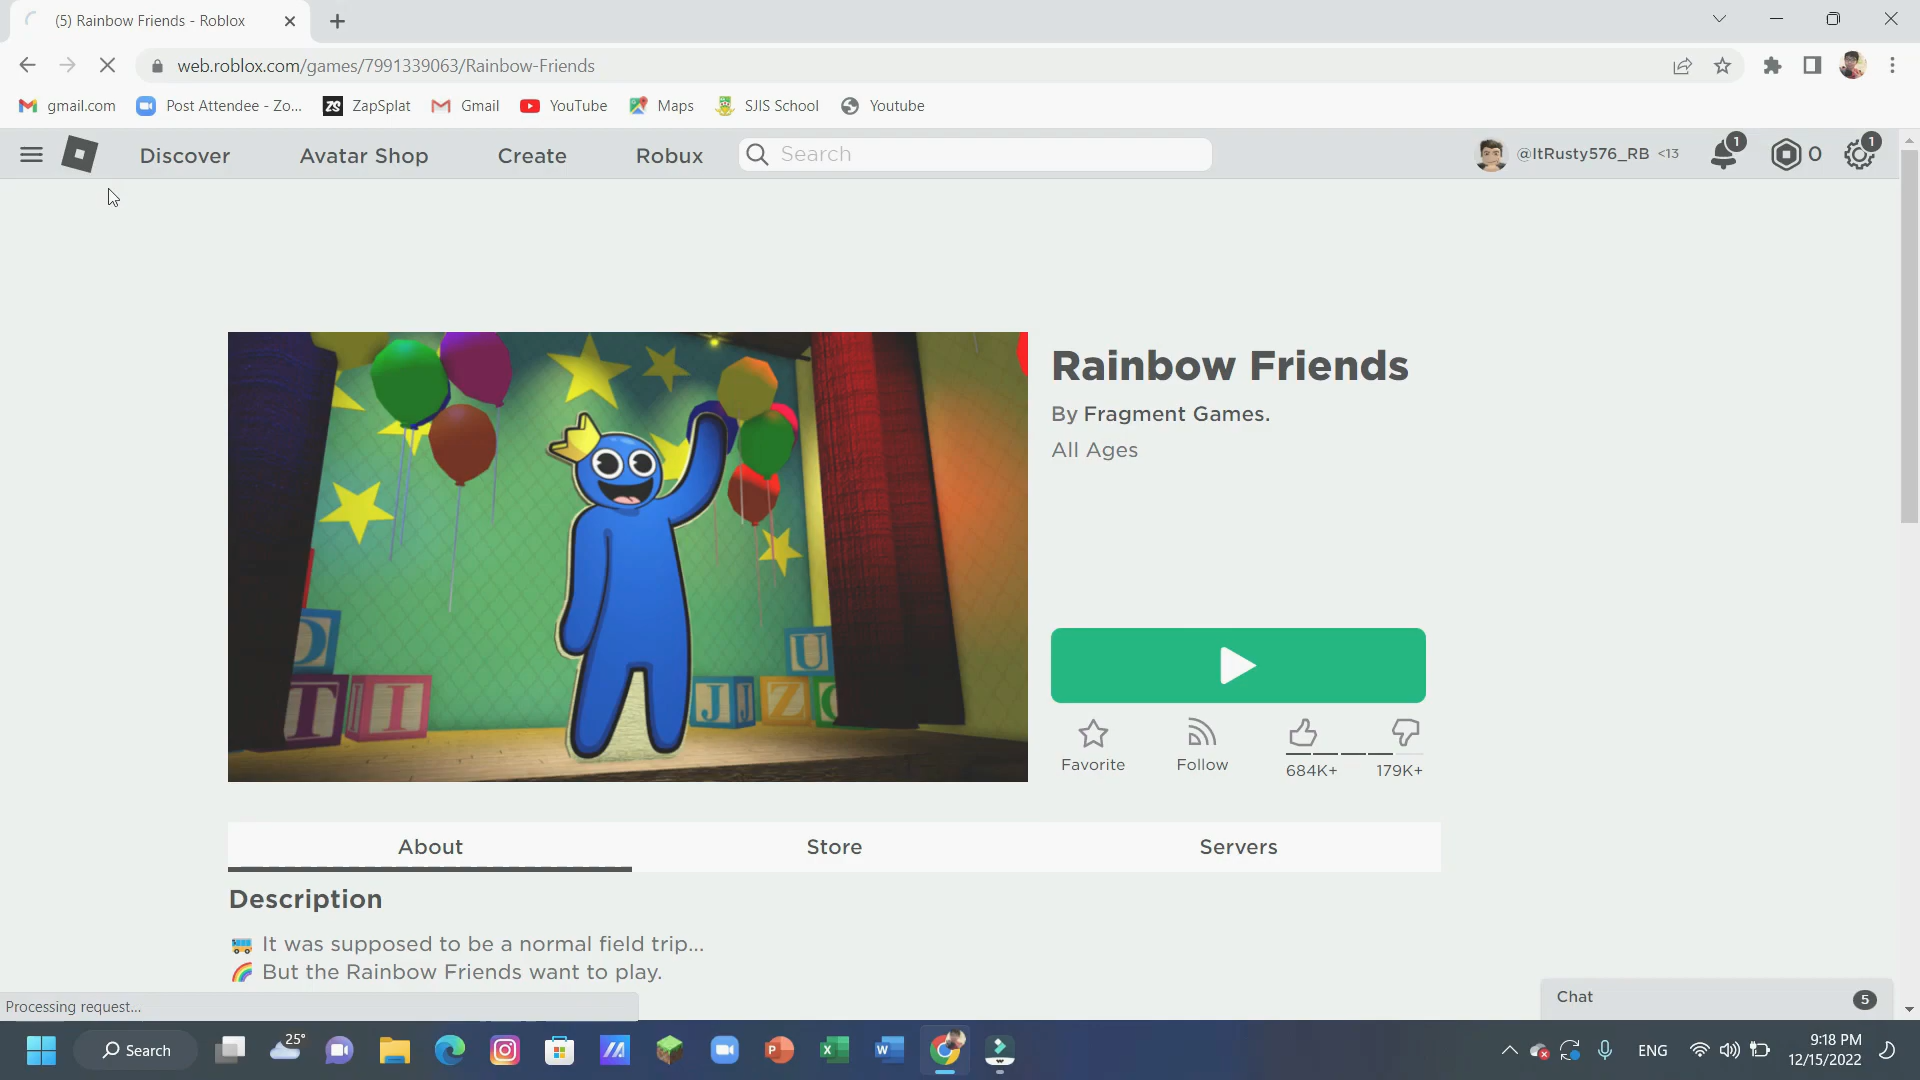 (5) Rainbow Friends - Roblox
web.roblox.com/games/7991339063/Rainbow-Friends
gmail.com
Post Attendee - Zo...
ZS ZapSplat
Gmail
YouTube
Maps
SJIS School
Youtube
Discover
Avatar Shop
Create
Robux
Search
@ItRusty576_RB <13
1
0
1
Rainbow Friends
By Fragment Games.
All Ages
D
U
T I
J J Z
Favorite
Follow
684K+
179K+
About
Store
Servers
Description
It was supposed to be a normal field trip...
But the Rainbow Friends want to play.
Processing request...
Chat
5
Search
25°
P
X
W
ENG
9:18 PM
12/15/2022